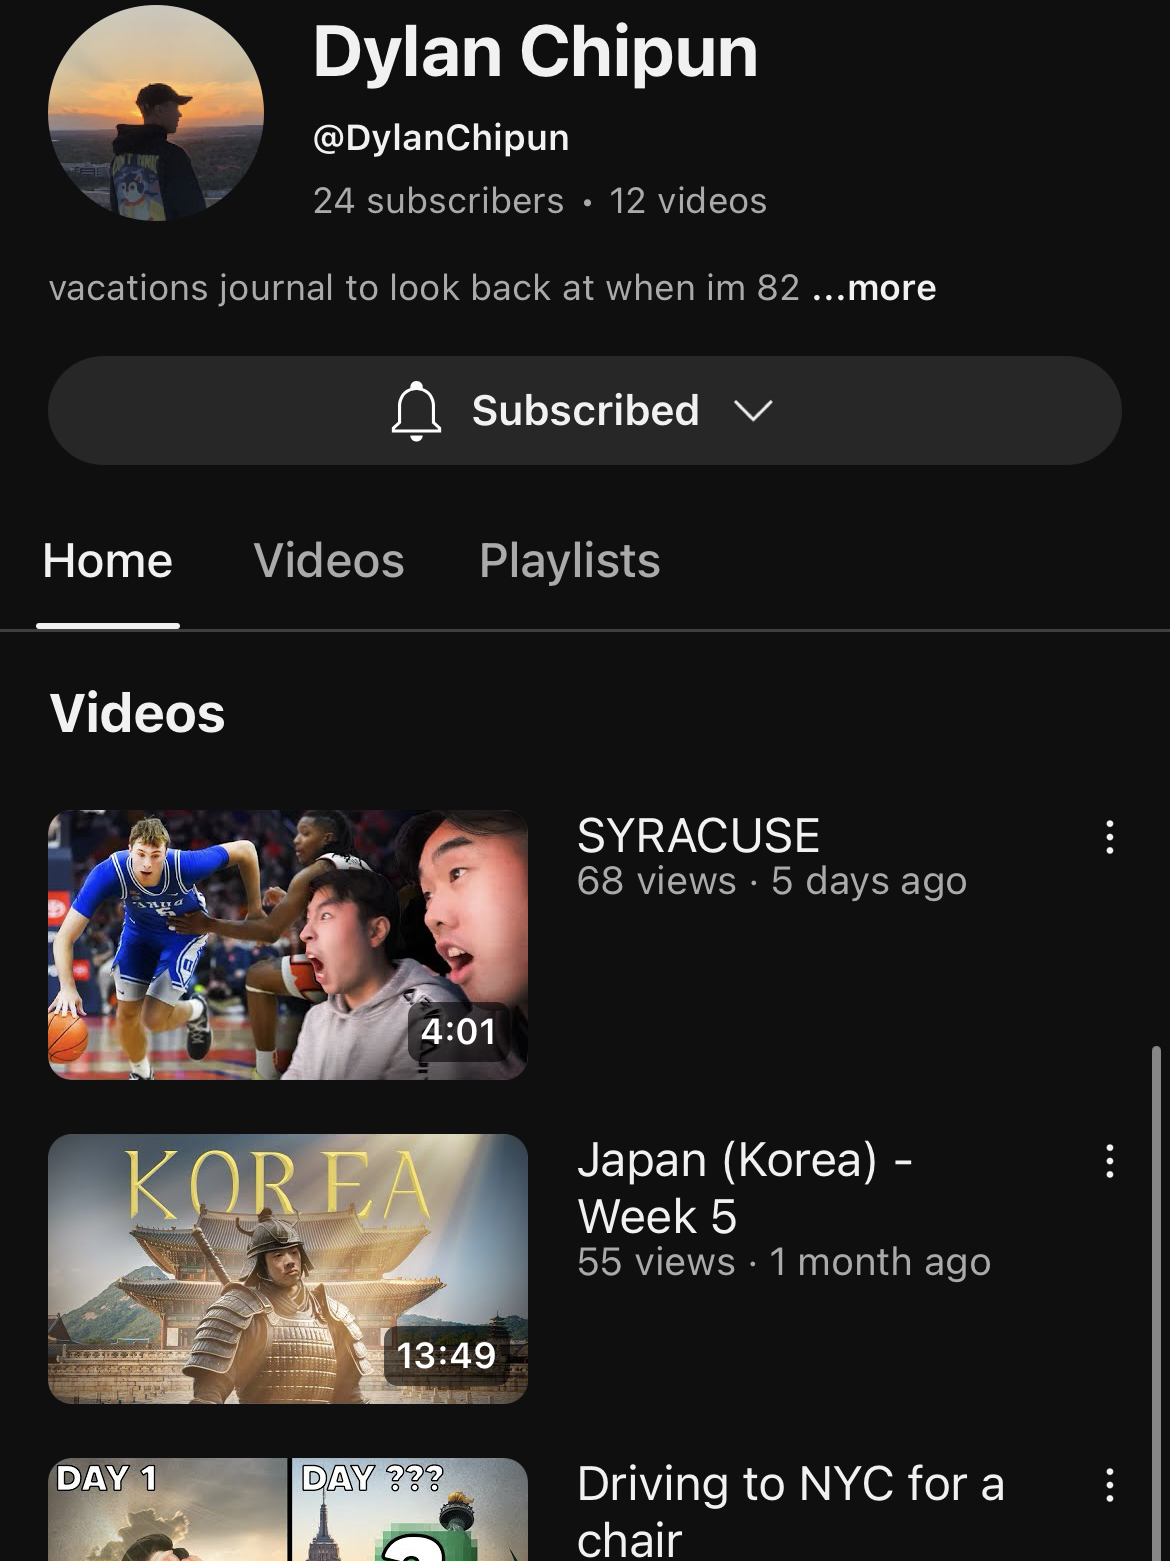 Dylan Chipun
@DylanChipun
24 subscribers • 12 videos
vacations journal to look back at when im 82 ...more
Subscribed
Home Videos Playlists
Videos
SYRACUSE
68 views · 5 days ago
4:01
KOREA
13:49
Japan (Korea) -
Week 5
55 views · 1 month ago
DAY 1 DAY ???
Driving to NYC for a
chair